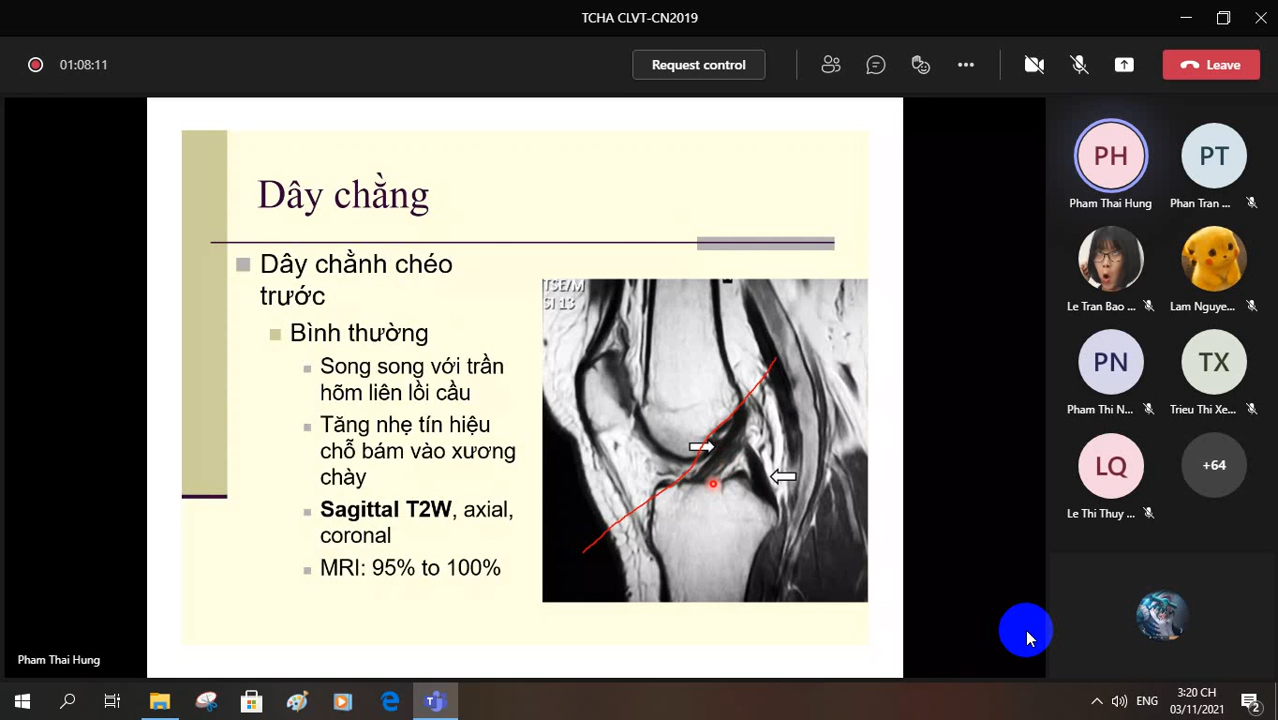 TCHA CLVT-CN2019
01:08:11
Request control
Leave
Dây chằng
Dây chằnh chéo
trước
Bình thường
Song song với trần
hõm liên lồi cầu
Tăng nhẹ tín hiệu
chỗ bám vào xương
chày
Sagittal T2W, axial,
coronal
MRI: 95% to 100%
TSE/M
SI 13
Pham Thai Hung
PH
Pham Thai Hung
PT
Phan Tran ...
Le Tran Bao ...
Lam Nguye...
PN
Pham Thi N...
TX
Trieu Thi Xe...
LQ
Le Thi Thuy ...
+64
ENG
3:20 CH
03/11/2021
2